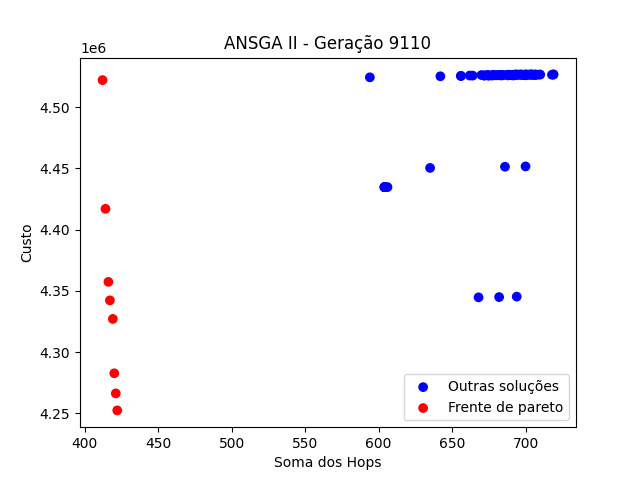 ANSGA II - Geração 9110
1e6
4.50
4.45
4.40
4.35
4.30
4.25
Custo
400 450 500 550 600 650 700
Soma dos Hops
Outras soluções
Frente de pareto